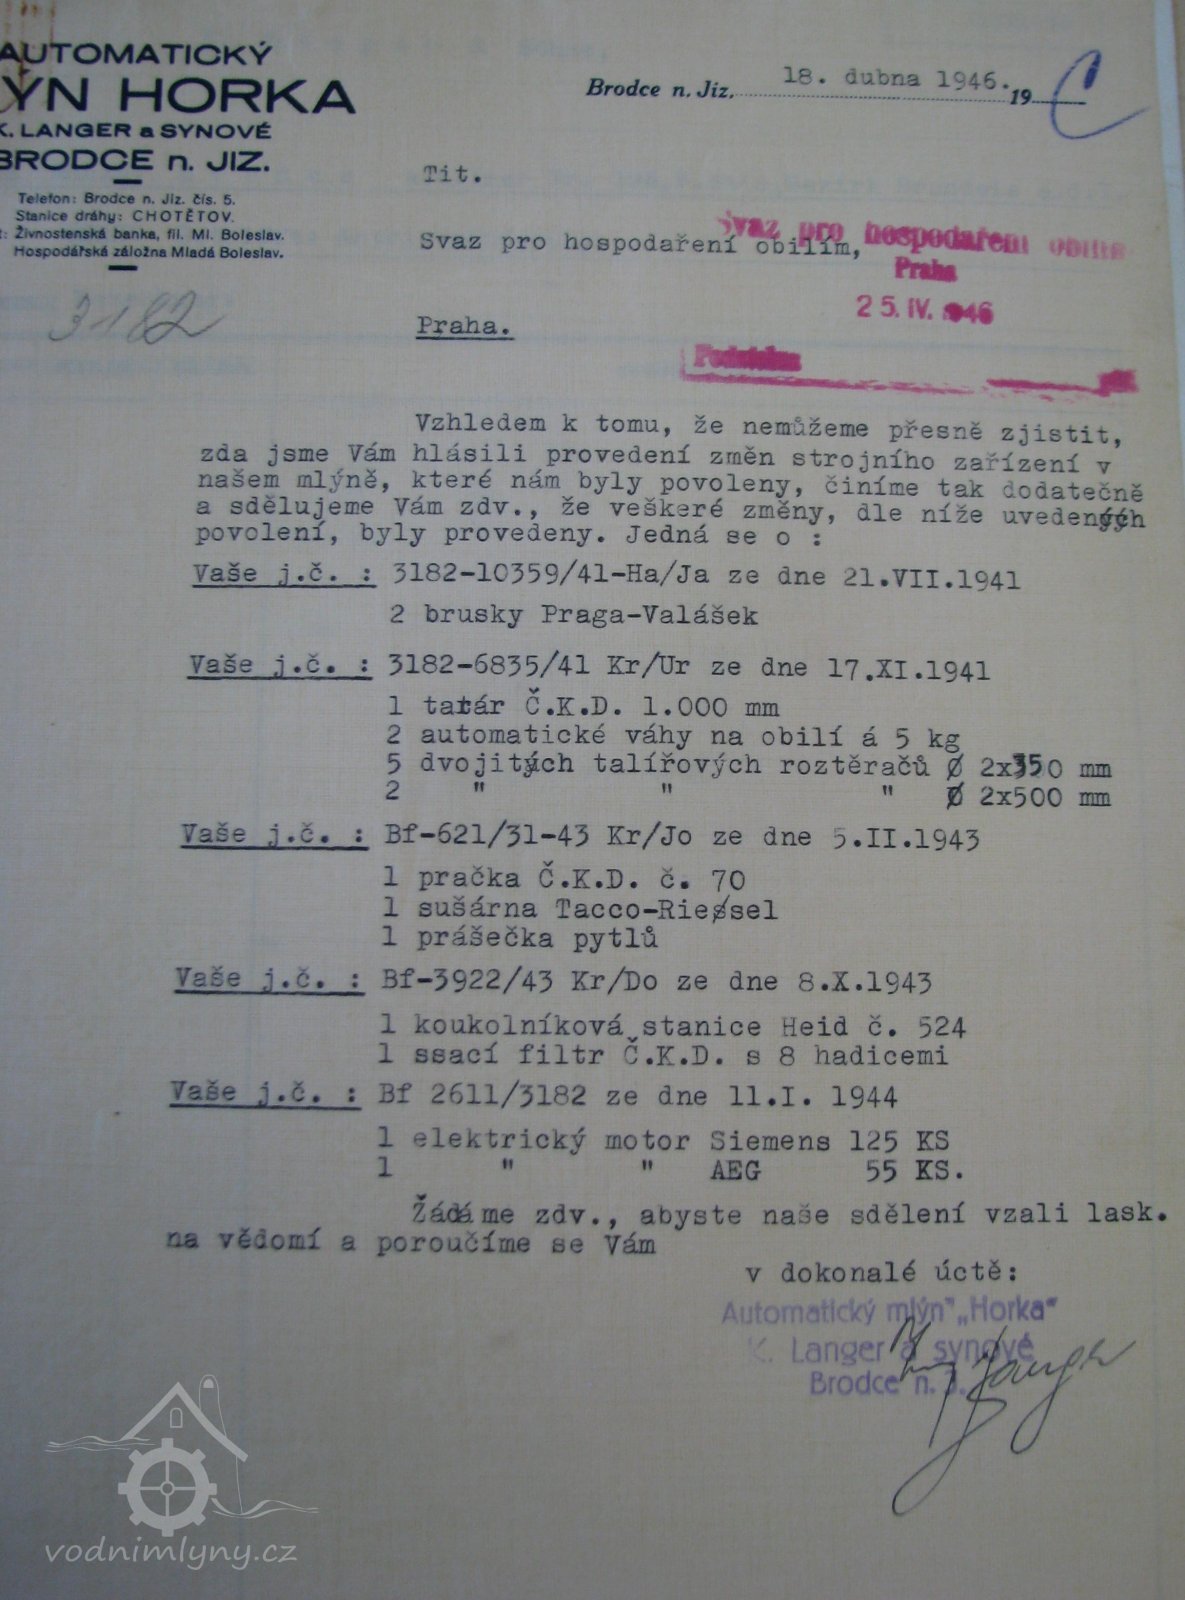 AUTOMATICKÝ
ÝN HORKA
K. LANGER a SYNOVÉ
BRODCE n. JIZ.
Telefon: Brodce n. Jiz. čís. 5.
Stanice dráhy: CHOTĚTOV.
t: Živnostenská banka, fil. Ml. Boleslav.
Hospodářská záložna Mladá Boleslav.
3182
Brodce n. Jiz. 18. dubna 1946. 19
Tit.
Svaz pro hospodaření obilím,
Svaz pro hospodaření obilím
Praha
25. IV. 1946
Praha.
Vzhledem k tomu, že nemůžeme přesně zjistit,
zda jsme Vám hlásili provedení změn strojního zařízení v
našem mlýně, které nám byly povoleny, činíme tak dodatečně
a sdělujeme Vám zdv., že veškeré změny, dle níže uvedených
povolení, byly provedeny. Jedná se o :
Vaše j.č. : 3182-10359/41-Ha/Ja ze dne 21.VII.1941
2 brusky Praga-Valášek
Vaše j.č. : 3182-6835/41 Kr/Ur ze dne 17.XI.1941
1 tarár Č.K.D. 1.000 mm
2 automatické váhy na obilí á 5 kg
5 dvojitých talířových roztěračů Ø 2x350 mm
2 " " " Ø 2x500 mm
Vaše j.č. : Bf-621/31-43 Kr/Jo ze dne 5.II.1943
1 pračka Č.K.D. č. 70
1 sušárna Tacco-Riessel
1 prášečka pytlů
Vaše j.č. : Bf-3922/43 Kr/Do ze dne 8.X.1943
1 koukolníková stanice Heid č. 524
1 ssací filtr Č.K.D. s 8 hadicemi
Vaše j.č. : Bf 2611/3182 ze dne 11.I. 1944
1 elektrický motor Siemens 125 KS
1 " " AEG 55 KS.
Žádáme zdv., abyste naše sdělení vzali lask.
na vědomí a poroučíme se Vám
v dokonalé úctě:
Automatický mlýn "Horka"
K. Langer a synové
Brodce n. J.
Langer
vodnimlyny.cz